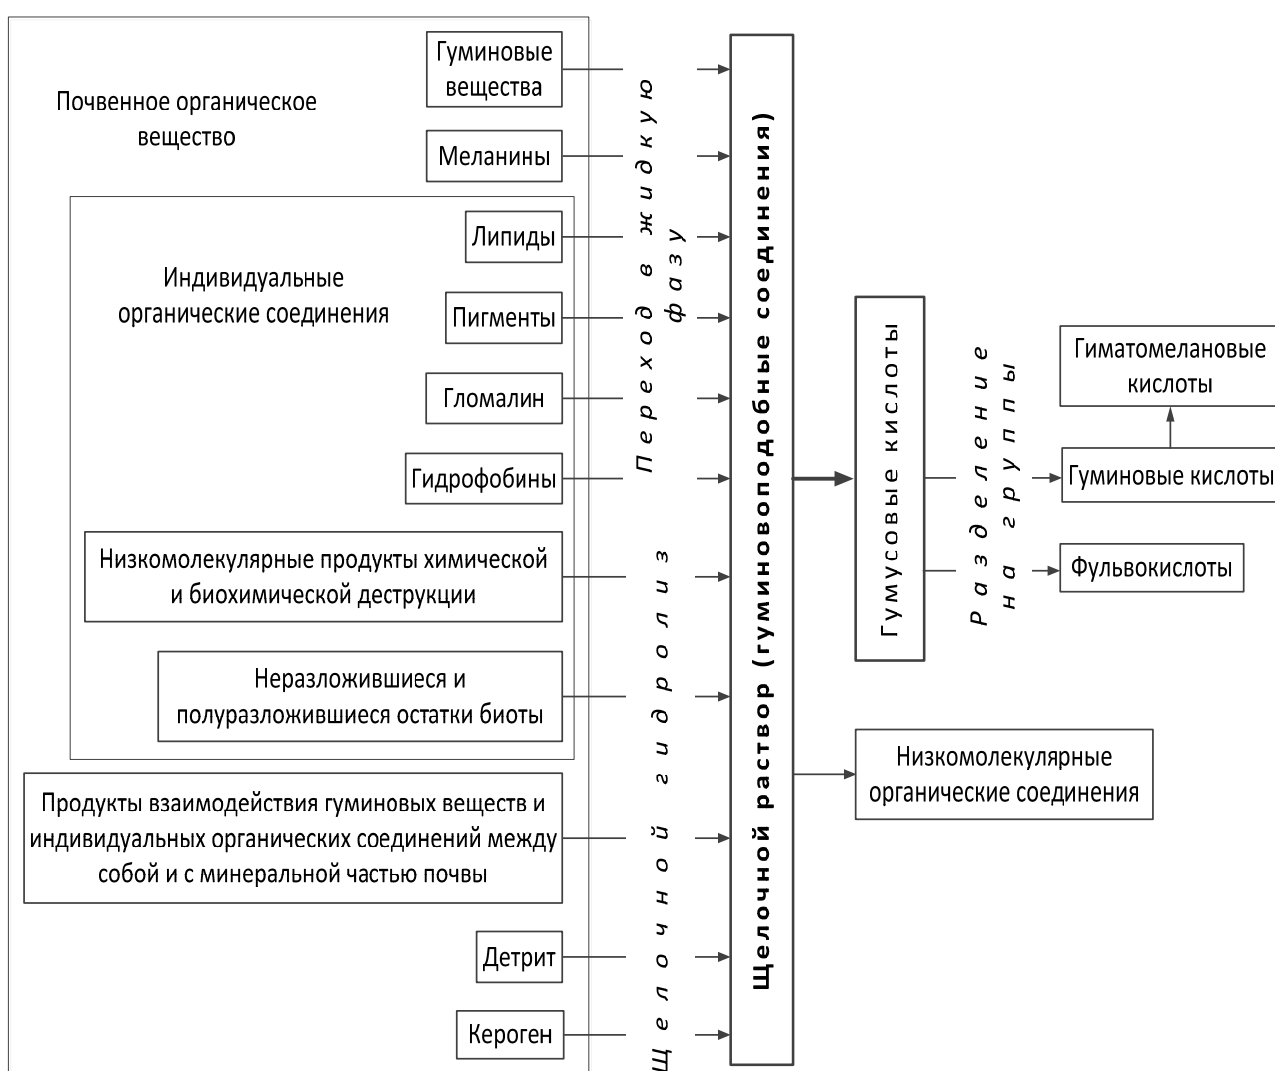 Почвенное органическое
вещество
Гуминовые
вещества
Меланины
Индивидуальные
органические соединения
Липиды
Пигменты
Гломалин
Гидрофобины
Низкомолекулярные продукты химической
и биохимической деструкции
Неразложившиеся и
полуразложившиеся остатки биоты
Продукты взаимодействия гуминовых веществ и
индивидуальных органических соединений между
собой и с минеральной частью почвы
Детрит
Кероген
Переход в жидкую
фазу
Щелочной гидролиз
Щелочной раствор (гуминовоподобные соединения)
Гумусовые кислоты
Разделение
на группы
Гиматомелановые
кислоты
Гуминовые кислоты
Фульвокислоты
Низкомолекулярные
органические соединения